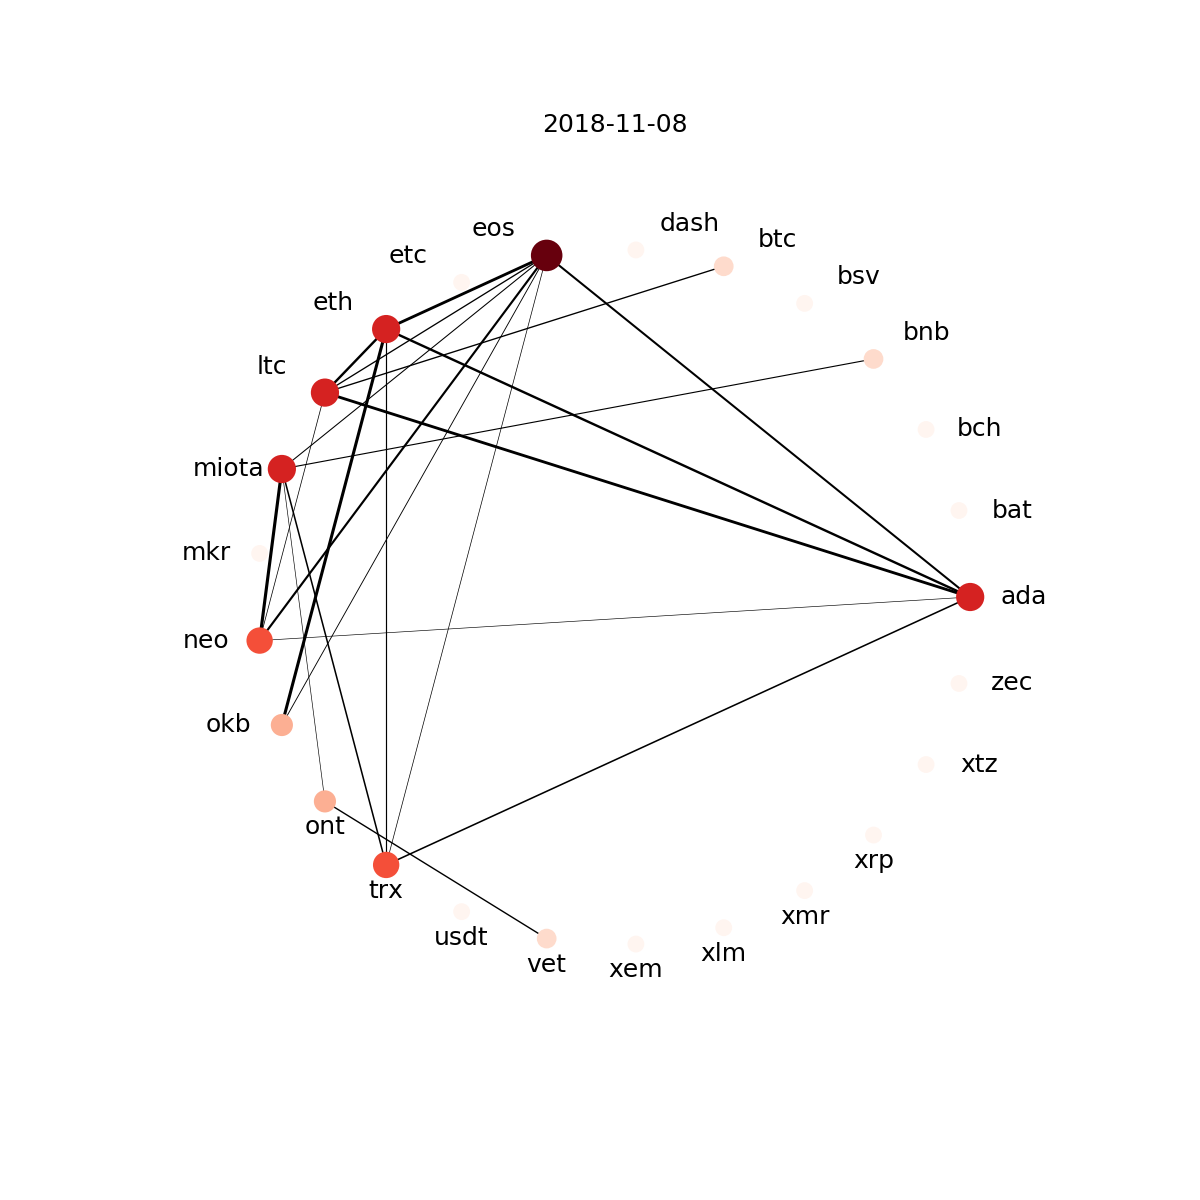 2018-11-08
dash
eos
btc
etc
bsv
eth
bnb
ltc
bch
miota
bat
mkr
ada
neo
zec
okb
xtz
ont
xrp
trx
xmr
usdt
xlm
vet
xem